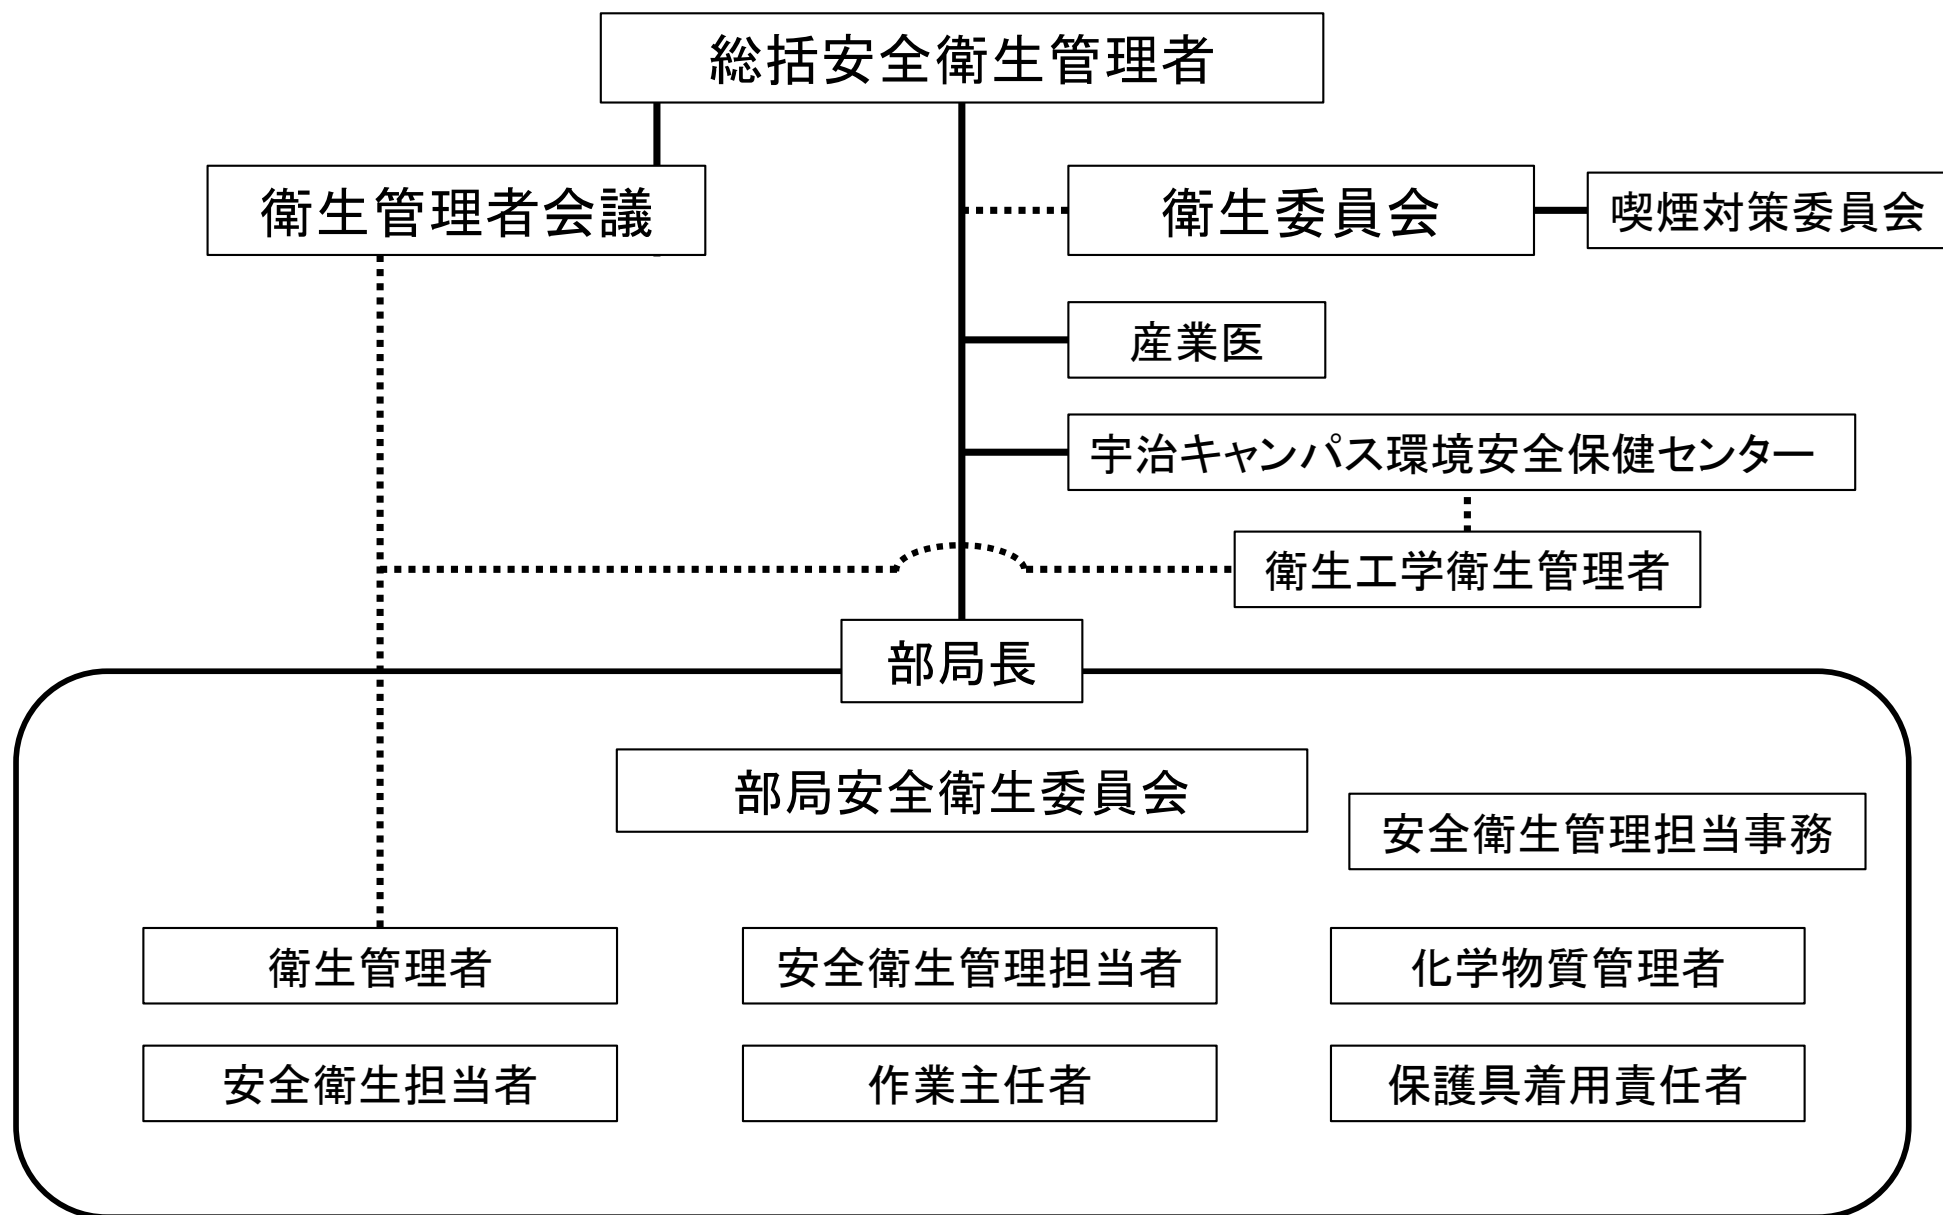 総括安全衛生管理者
衛生管理者会議
衛生委員会
喫煙対策委員会
産業医
宇治キャンパス環境安全保健センター
衛生工学衛生管理者
部局長
部局安全衛生委員会
安全衛生管理担当事務
衛生管理者
安全衛生管理担当者
化学物質管理者
安全衛生担当者
作業主任者
保護具着用責任者